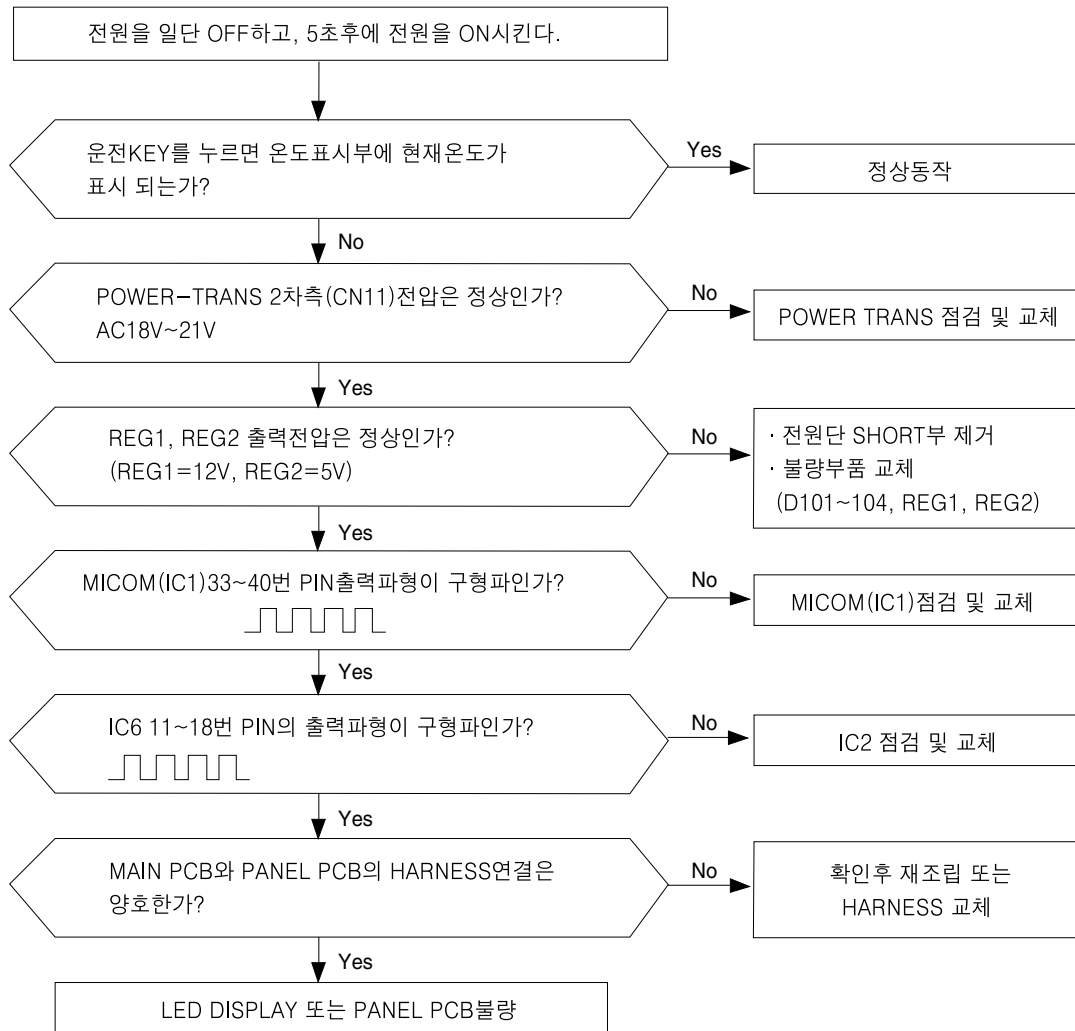 전원을 일단 OFF하고, 5초후에 전원을 ON시킨다.
운전KEY를 누르면 온도표시부에 현재온도가
표시 되는가?
Yes
정상동작
No
POWER-TRANS 2차측(CN11)전압은 정상인가?
AC18V~21V
No
POWER TRANS 점검 및 교체
Yes
REG1, REG2 출력전압은 정상인가?
(REG1=12V, REG2=5V)
No
· 전원단 SHORT부 제거
· 불량부품 교체
(D101~104, REG1, REG2)
Yes
MICOM(IC1)33~40번 PIN출력파형이 구형파인가?
No
MICOM(IC1)점검 및 교체
Yes
IC6 11~18번 PIN의 출력파형이 구형파인가?
No
IC2 점검 및 교체
Yes
MAIN PCB와 PANEL PCB의 HARNESS연결은
양호한가?
No
확인후 재조립 또는
HARNESS 교체
Yes
LED DISPLAY 또는 PANEL PCB불량